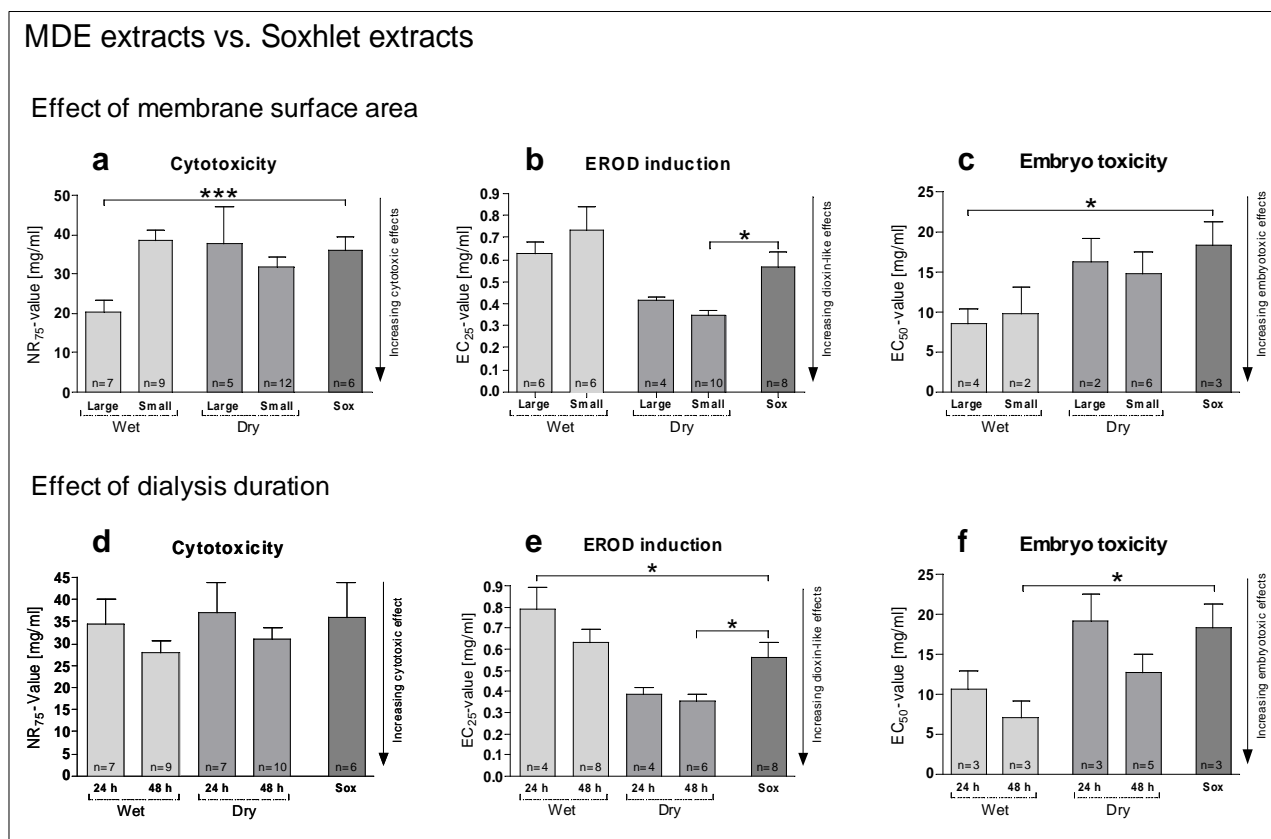 MDE extracts vs. Soxhlet extracts
Effect of membrane surface area
a
Cytotoxicity
NR75-value [mg/ml]
50
40
30
20
10
0
***
n=7
n=9
n=5
n=12
n=6
Large
Small
Large
Small
Sox
Wet
Dry
Increasing cytotoxic effects
b
EROD induction
EC25-value [mg/ml]
0.9
0.8
0.7
0.6
0.5
0.4
0.3
0.2
0.1
0.0
*
n=6
n=6
n=4
n=10
n=8
Large
Small
Large
Small
Sox
Wet
Dry
Increasing dioxin-like effects
c
Embryo toxicity
EC50-value [mg/ml]
25
20
15
10
5
0
*
n=4
n=2
n=2
n=6
n=3
Large
Small
Large
Small
Sox
Wet
Dry
Increasing embryotoxic effects
Effect of dialysis duration
d
Cytotoxicity
NR75-Value [mg/ml]
45
40
35
30
25
20
15
10
5
0
n=7
n=9
n=7
n=10
n=6
24 h
48 h
24 h
48 h
Sox
Wet
Dry
Increasing cytotoxic effect
e
EROD induction
EC25-value [mg/ml]
0.9
0.8
0.7
0.6
0.5
0.4
0.3
0.2
0.1
0.0
*
*
n=4
n=8
n=4
n=6
n=8
24 h
48 h
24 h
48 h
Sox
Wet
Dry
Increasing dioxin-like effects
f
Embryo toxicity
EC50-value [mg/ml]
25
20
15
10
5
0
*
n=3
n=3
n=3
n=5
n=3
24 h
48 h
24 h
48 h
Sox
Wet
Dry
Increasing embryotoxic effects